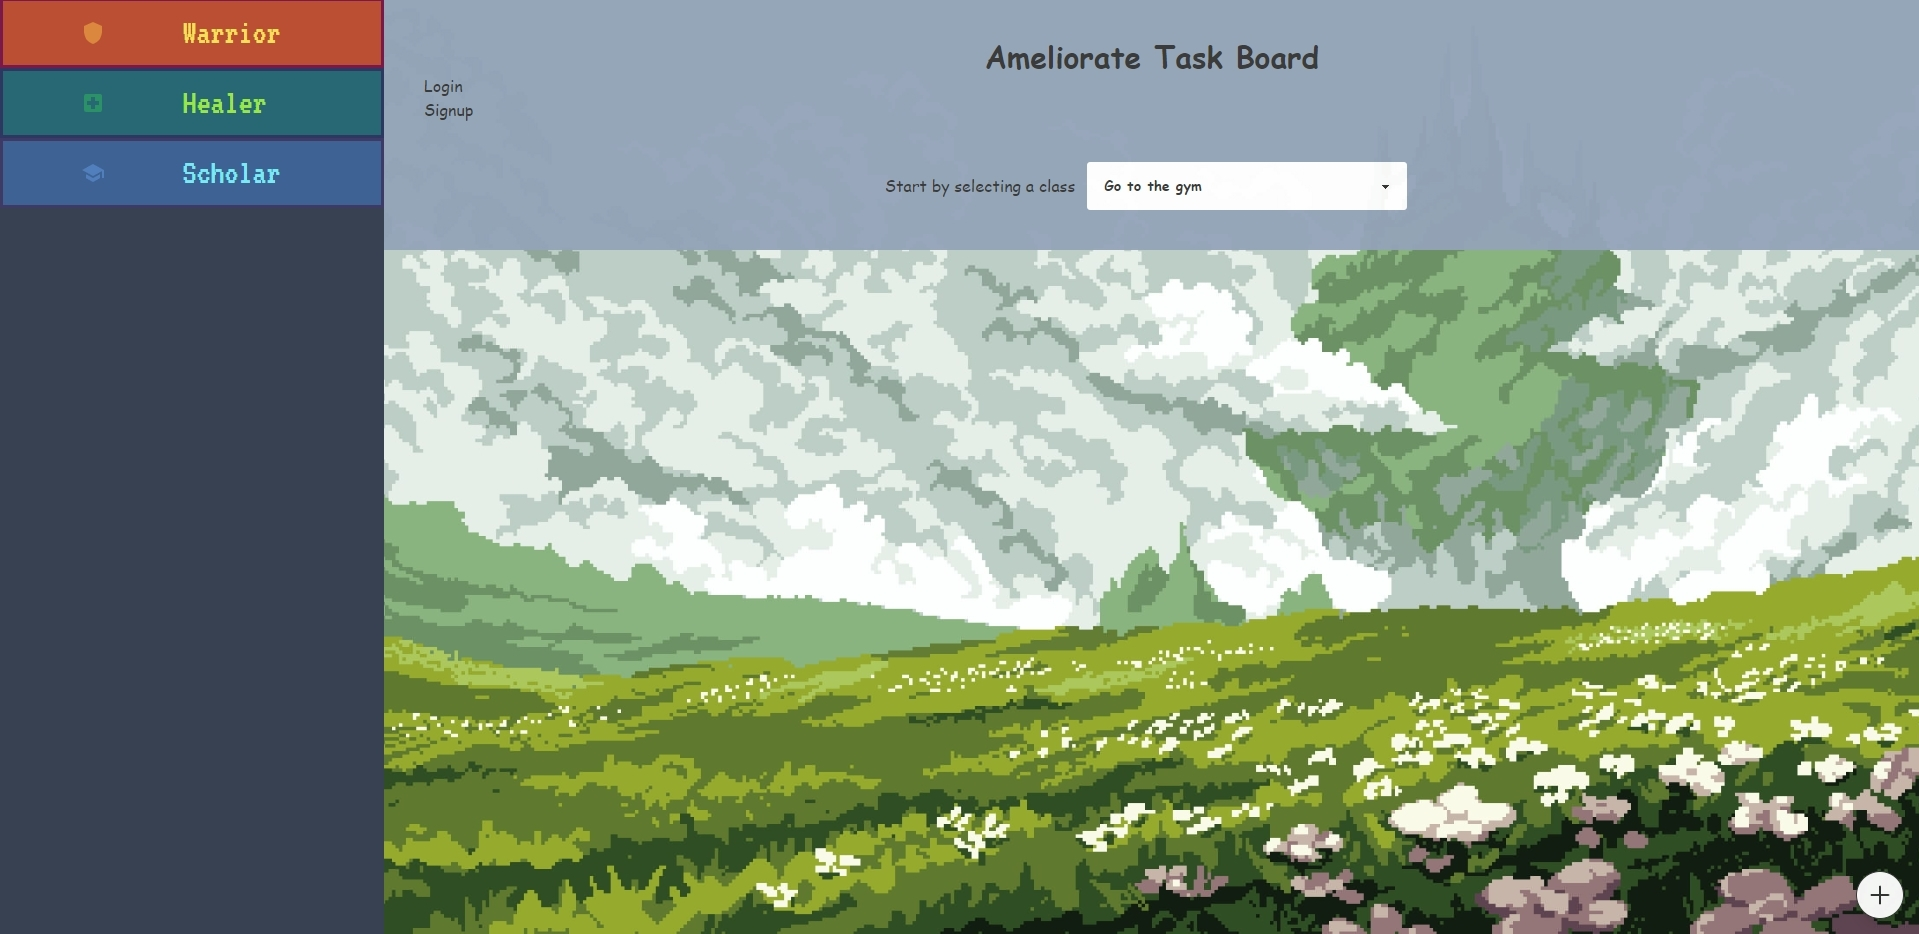 Warrior
Healer
Scholar
Ameliorate Task Board
Login
Signup
Start by selecting a class
Go to the gym